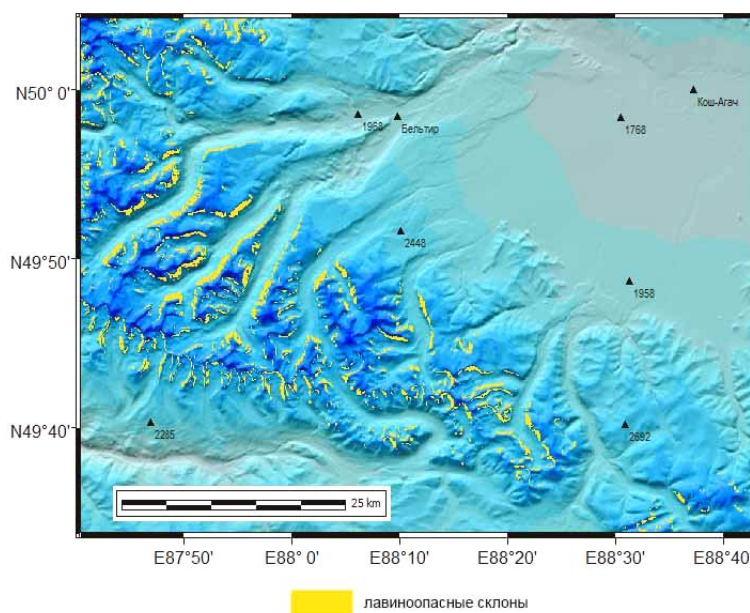 N50° 0'
Кош-Агач
1968
Бельтир
1768
2448
N49°50'
1958
N49°40'
2285
2692
25 km
E87°50'
E88° 0'
E88°10'
E88°20'
E88°30'
E88°40'
лавиноопасные склоны